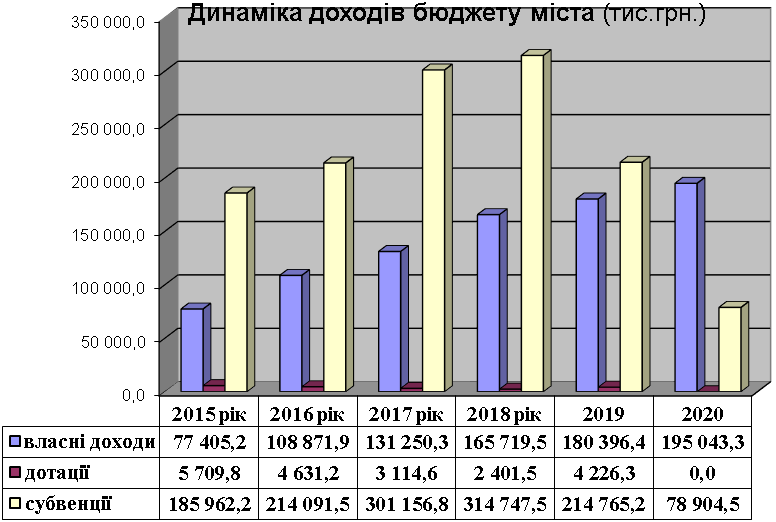 Динаміка доходів бюджету міста (тис.грн.)
350 000,0
300 000,0
250 000,0
200 000,0
150 000,0
100 000,0
50 000,0
0,0
2015 рік 2016 рік 2017 рік 2018 рік 2019 2020
власні доходи 77 405,2 108 871,9 131 250,3 165 719,5 180 396,4 195 043,3
дотації 5 709,8 4 631,2 3 114,6 2 401,5 4 226,3 0,0
субвенції 185 962,2 214 091,5 301 156,8 314 747,5 214 765,2 78 904,5